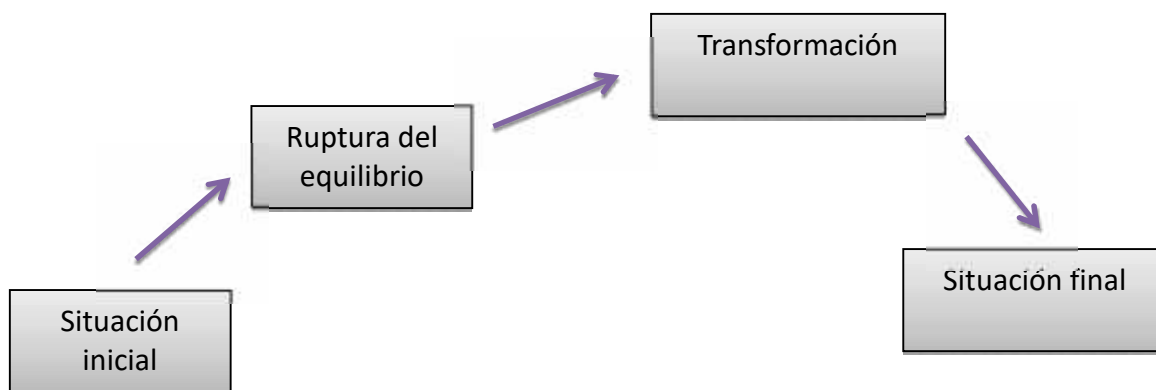 Situación
inicial
Ruptura del
equilibrio
Transformación
Situación final